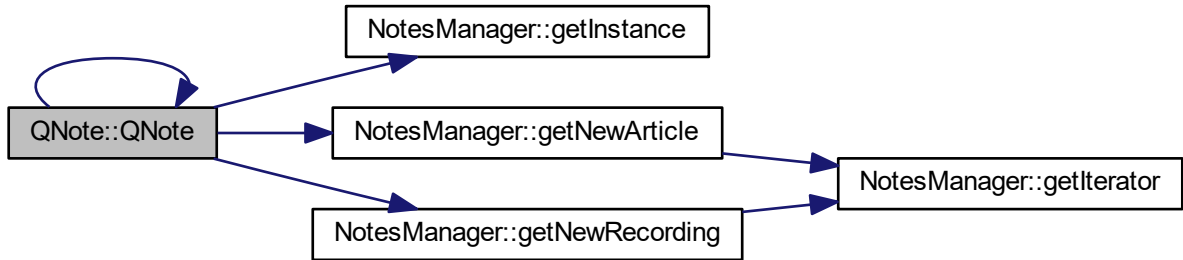 NotesManager::getInstance
QNote::QNote
NotesManager::getNewArticle
NotesManager::getIterator
NotesManager::getNewRecording